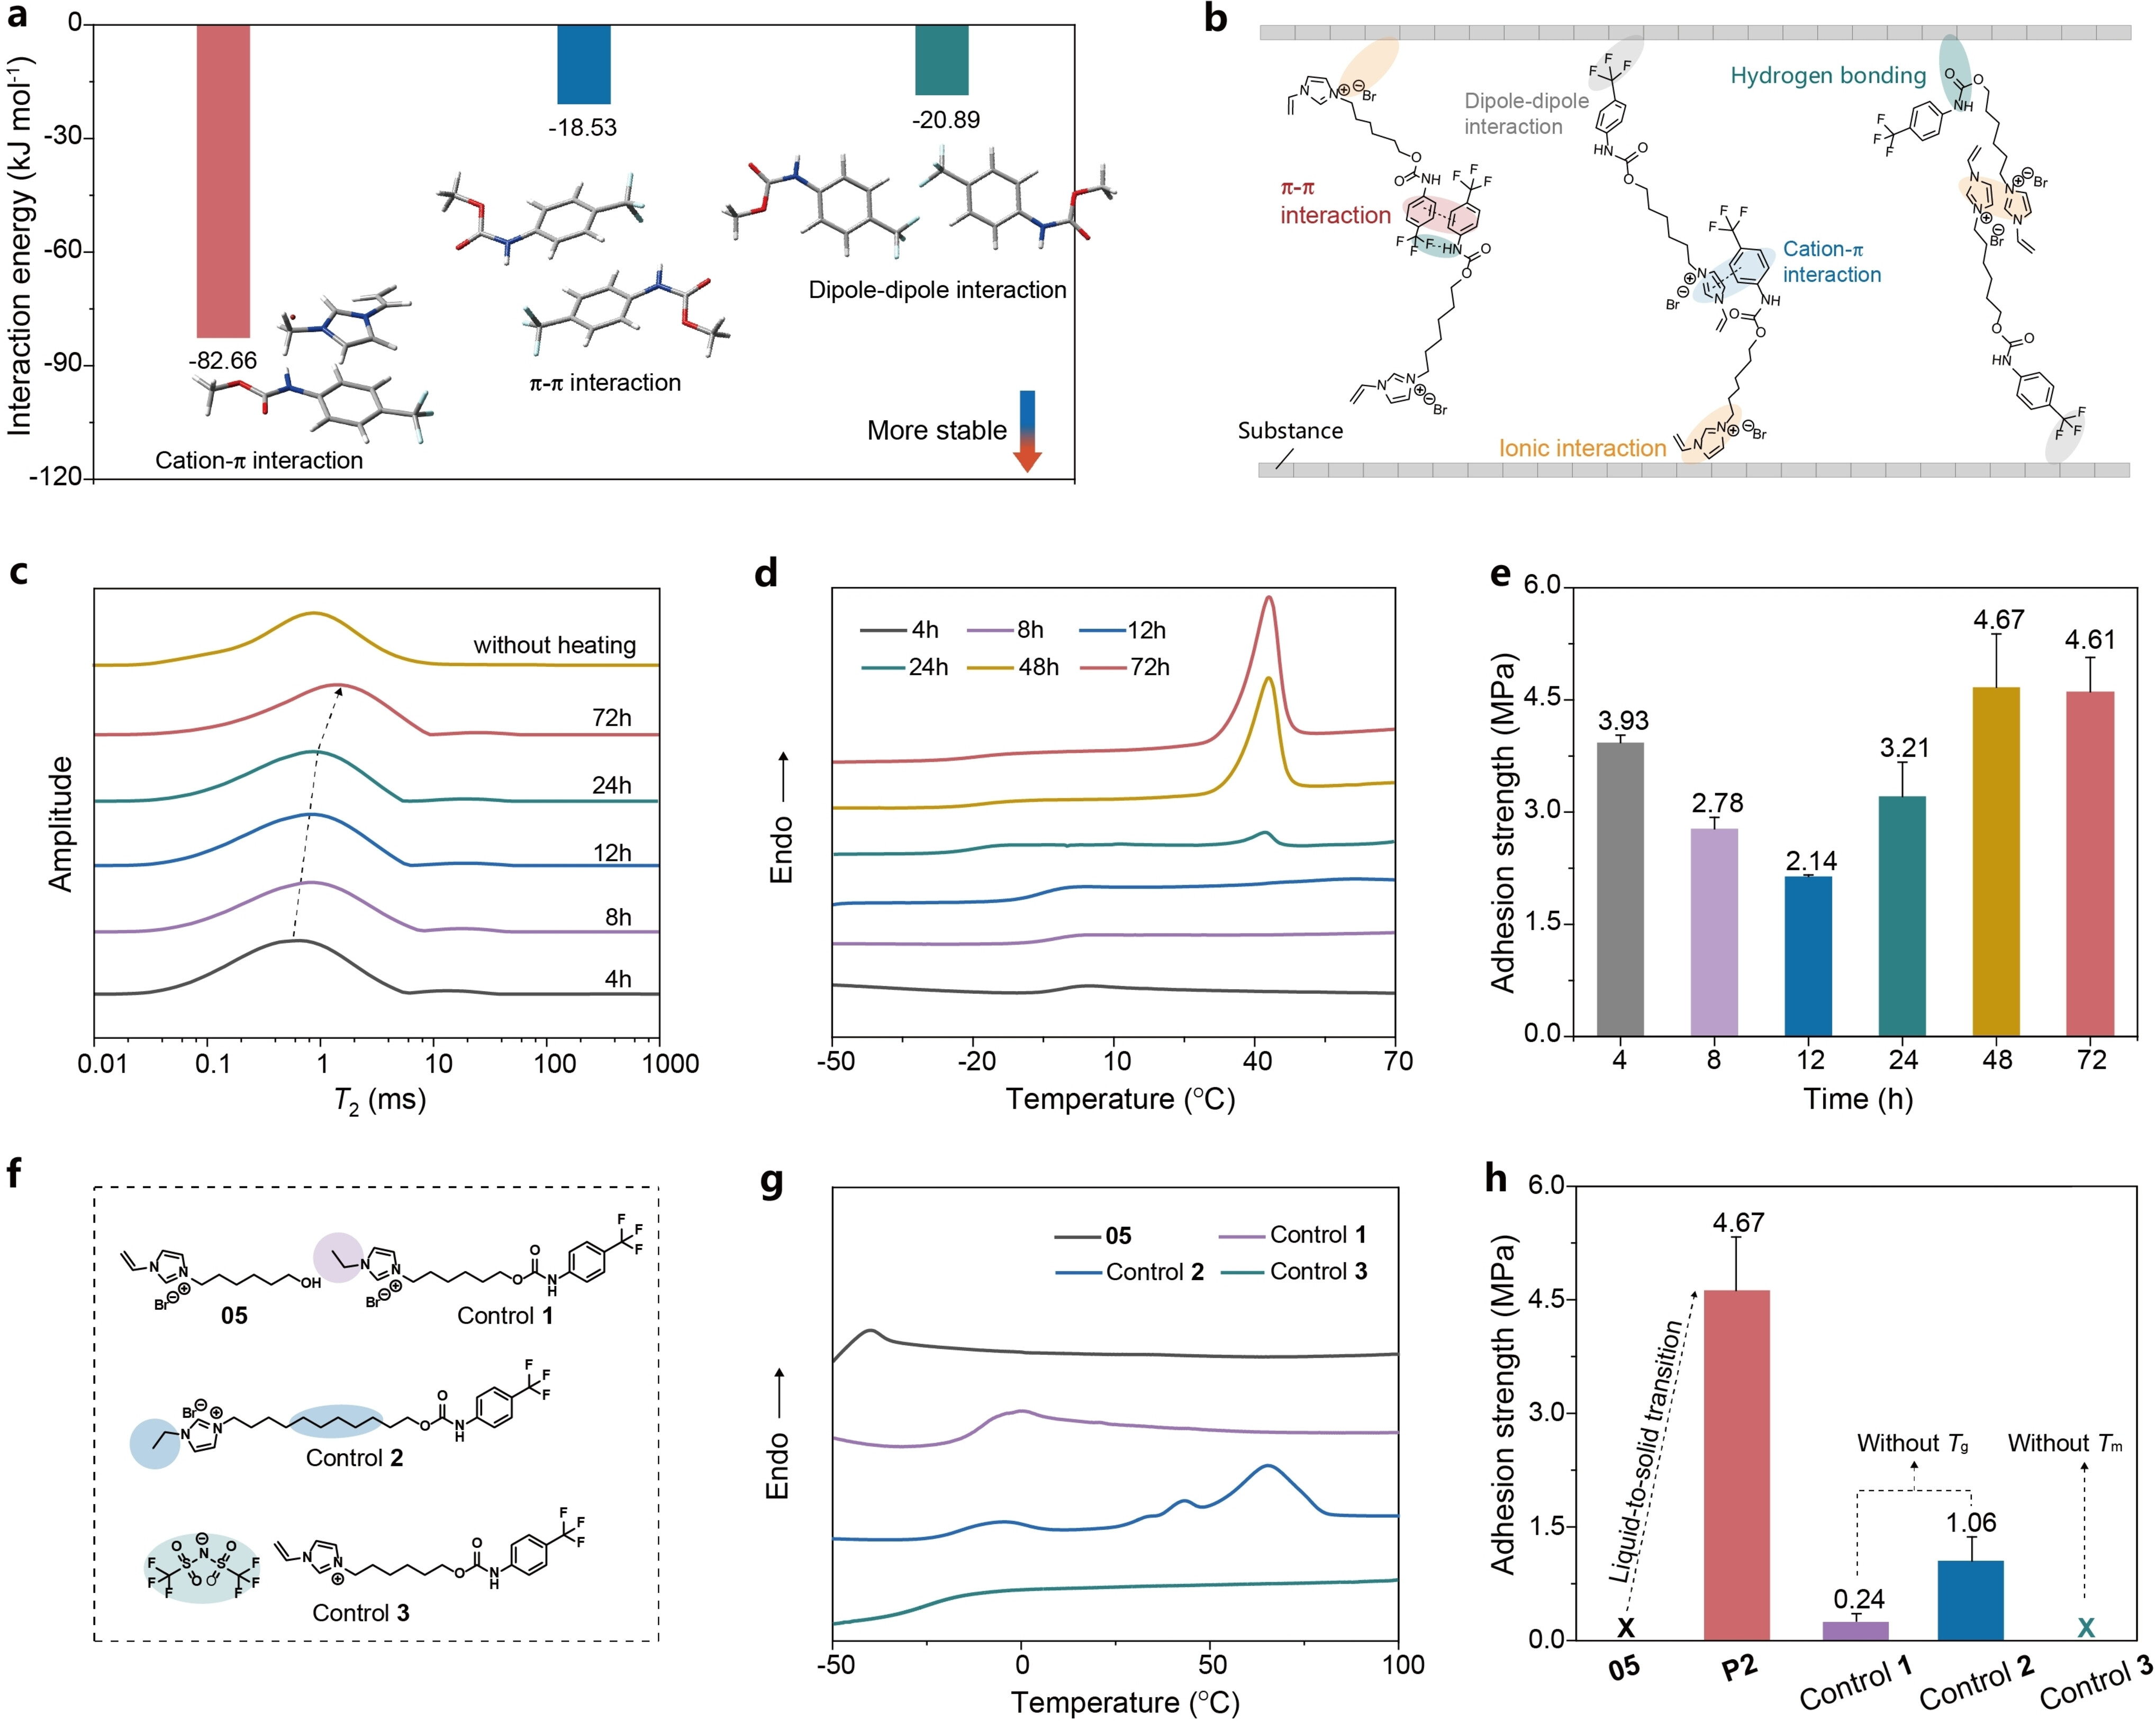 a
Interaction energy (kJ mol-1)
0
-30
-60
-90
-120
-82.66
-18.53
-20.89
Cation-π interaction
π-π interaction
Dipole-dipole interaction
More stable
b
Hydrogen bonding
Dipole-dipole
interaction
π-π
interaction
Cation-π
interaction
Ionic interaction
Substance
c
Amplitude
without heating
72h
24h
12h
8h
4h
0.01 0.1 1 10 100 1000
T2 (ms)
d
Endo
4h 8h 12h
24h 48h 72h
-50 -20 10 40 70
Temperature (°C)
e
Adhesion strength (MPa)
6.0
4.5
3.0
1.5
0.0
3.93
2.78
2.14
3.21
4.67
4.61
4 8 12 24 48 72
Time (h)
f
05
Control 1
Control 2
Control 3
g
Endo
05 Control 1
Control 2 Control 3
-50 0 50 100
Temperature (°C)
h
Adhesion strength (MPa)
6.0
4.5
3.0
1.5
0.0
Liquid-to-solid transition
4.67
Without Tg
Without Tm
0.24
1.06
X
X
05 P2 Control 1 Control 2 Control 3